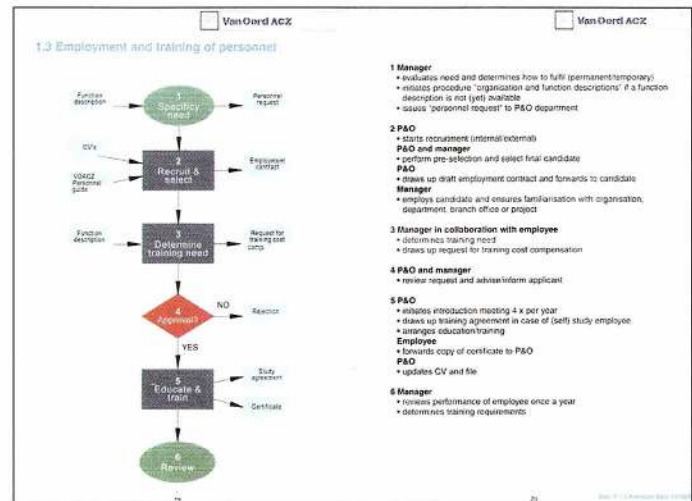 Van Oord ACZ
Van Oord ACZ
1.3 Employment and training of personnel
Function
description
1
Specificy
need
Personnel
request
CV's
VOACZ
Personnel
guide
2
Recruit &
select
Employment
contract
Function
description
3
Determine
training need
Request for
training cost
comp.
4
Approval?
NO
Rejection
YES
5
Educate &
train
Study
agreement
Certificate
6
Review
1 Manager
• evaluates need and determines how to fulfil (permanent/temporary)
• initiates procedure "organisation and function descriptions" if a function
description is not (yet) available
• issues "personnel request" to P&O department
2 P&O
• starts recruitment (internal/external)
P&O and manager
• perform pre-selection and select final candidate
P&O
• draws up draft employment contract and forwards to candidate
Manager
• employs candidate and ensures familiarisation with organisation,
department, branch office or project
3 Manager in collaboration with employee
• determines training need
• draws up request for training cost compensation
4 P&O and manager
• review request and advise/inform applicant
5 P&O
• initiates introduction meeting 4 x per year
• draws up training agreement in case of (self) study employee
• arranges education/training
Employee
• forwards copy of certificate to P&O
P&O
• updates CV and file
6 Manager
• reviews performance of employee once a year
• determines training requirements